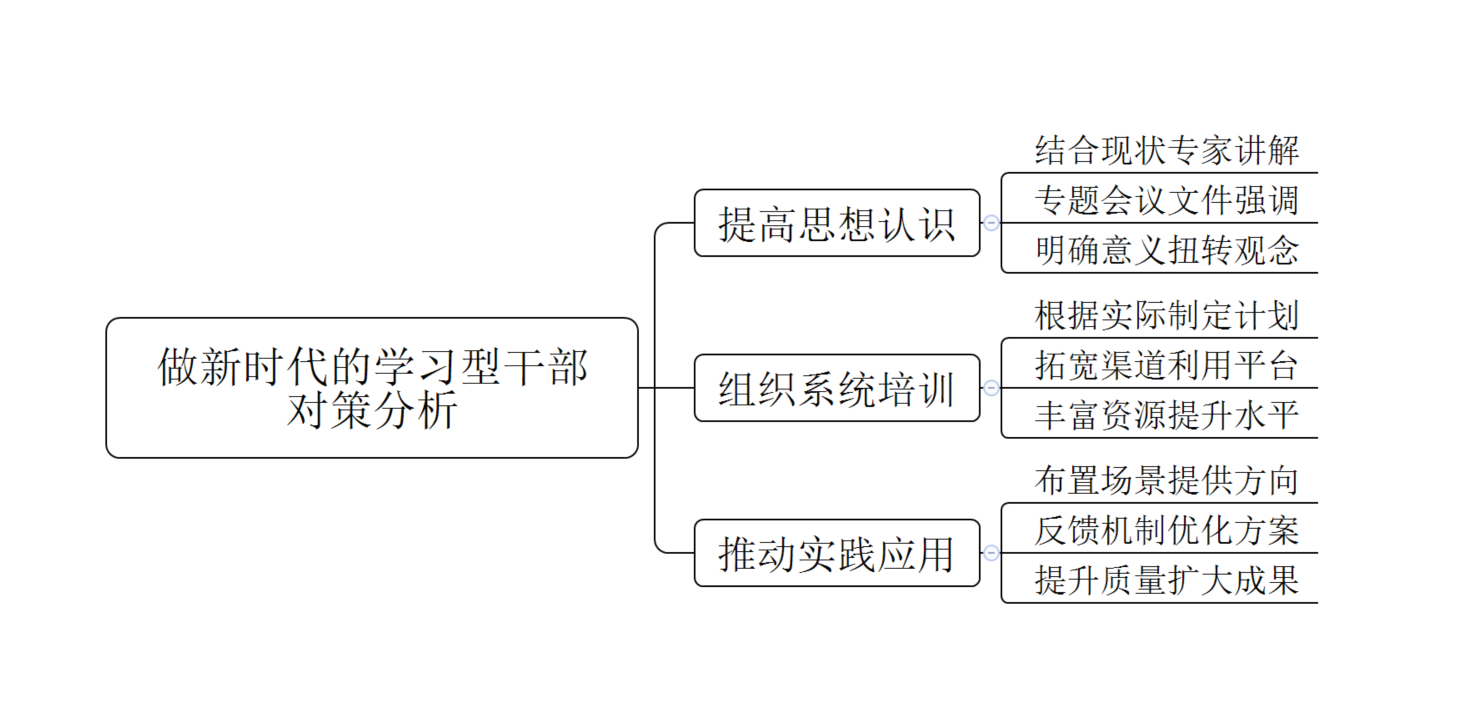 做新时代的学习型干部
对策分析
提高思想认识
结合现状专家讲解
专题会议文件强调
明确意义扭转观念
组织系统培训
根据实际制定计划
拓宽渠道利用平台
丰富资源提升水平
推动实践应用
布置场景提供方向
反馈机制优化方案
提升质量扩大成果